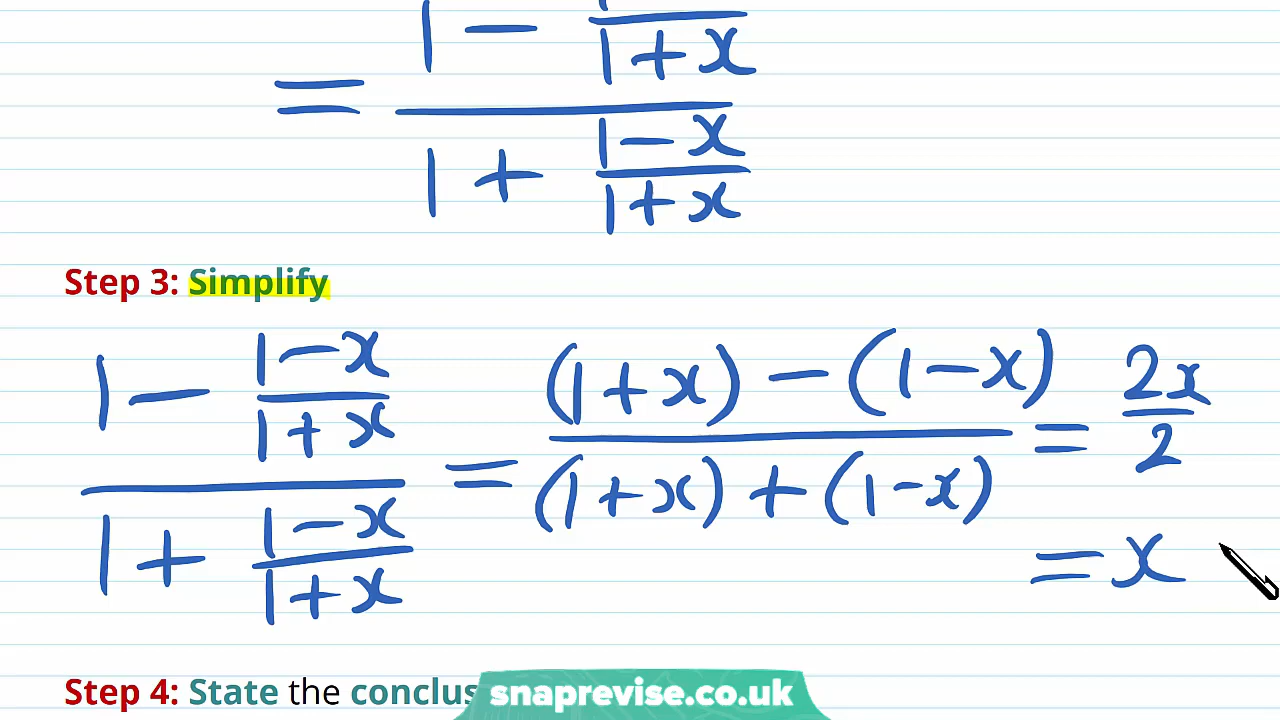 = (1 - 1/(1+x)) / (1 + (1-x)/(1+x))
Step 3: Simplify
(1 - (1-x)/(1+x)) / (1 + (1-x)/(1+x)) = ((1+x) - (1-x)) / ((1+x) + (1-x)) = 2x/2
= x
Step 4: State the conclus
snaprevise.co.uk